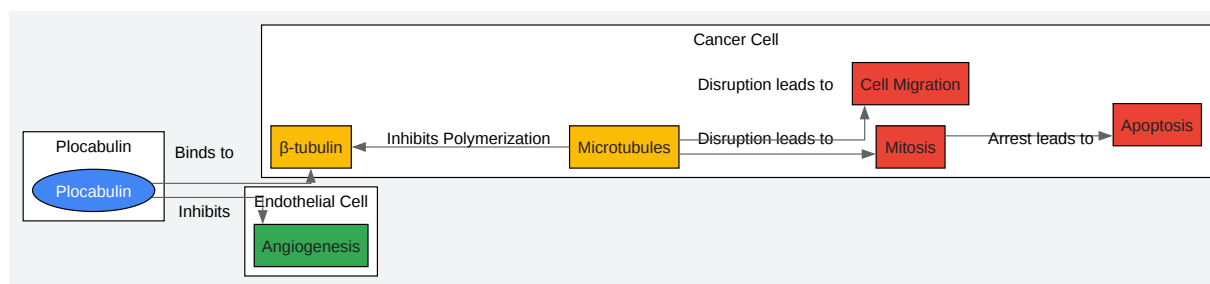 Cancer Cell
Disruption leads to
Cell Migration
Plocabulin
Plocabulin
Binds to
Inhibits
β-tubulin
Inhibits Polymerization
Microtubules
Disruption leads to
Mitosis
Arrest leads to
Apoptosis
Endothelial Cell
Angiogenesis